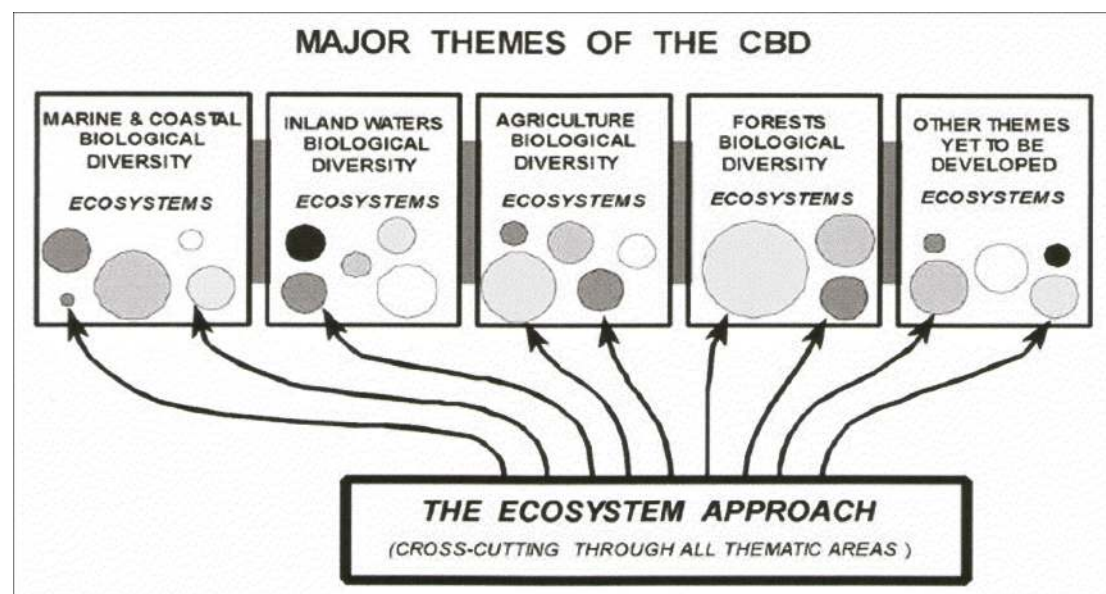 MAJOR THEMES OF THE CBD
MARINE & COASTAL
BIOLOGICAL
DIVERSITY
ECOSYSTEMS
INLAND WATERS
BIOLOGICAL
DIVERSITY
ECOSYSTEMS
AGRICULTURE
BIOLOGICAL
DIVERSITY
ECOSYSTEMS
FORESTS
BIOLOGICAL
DIVERSITY
ECOSYSTEMS
OTHER THEMES
YET TO BE
DEVELOPED
ECOSYSTEMS
THE ECOSYSTEM APPROACH
(CROSS-CUTTING THROUGH ALL THEMATIC AREAS )